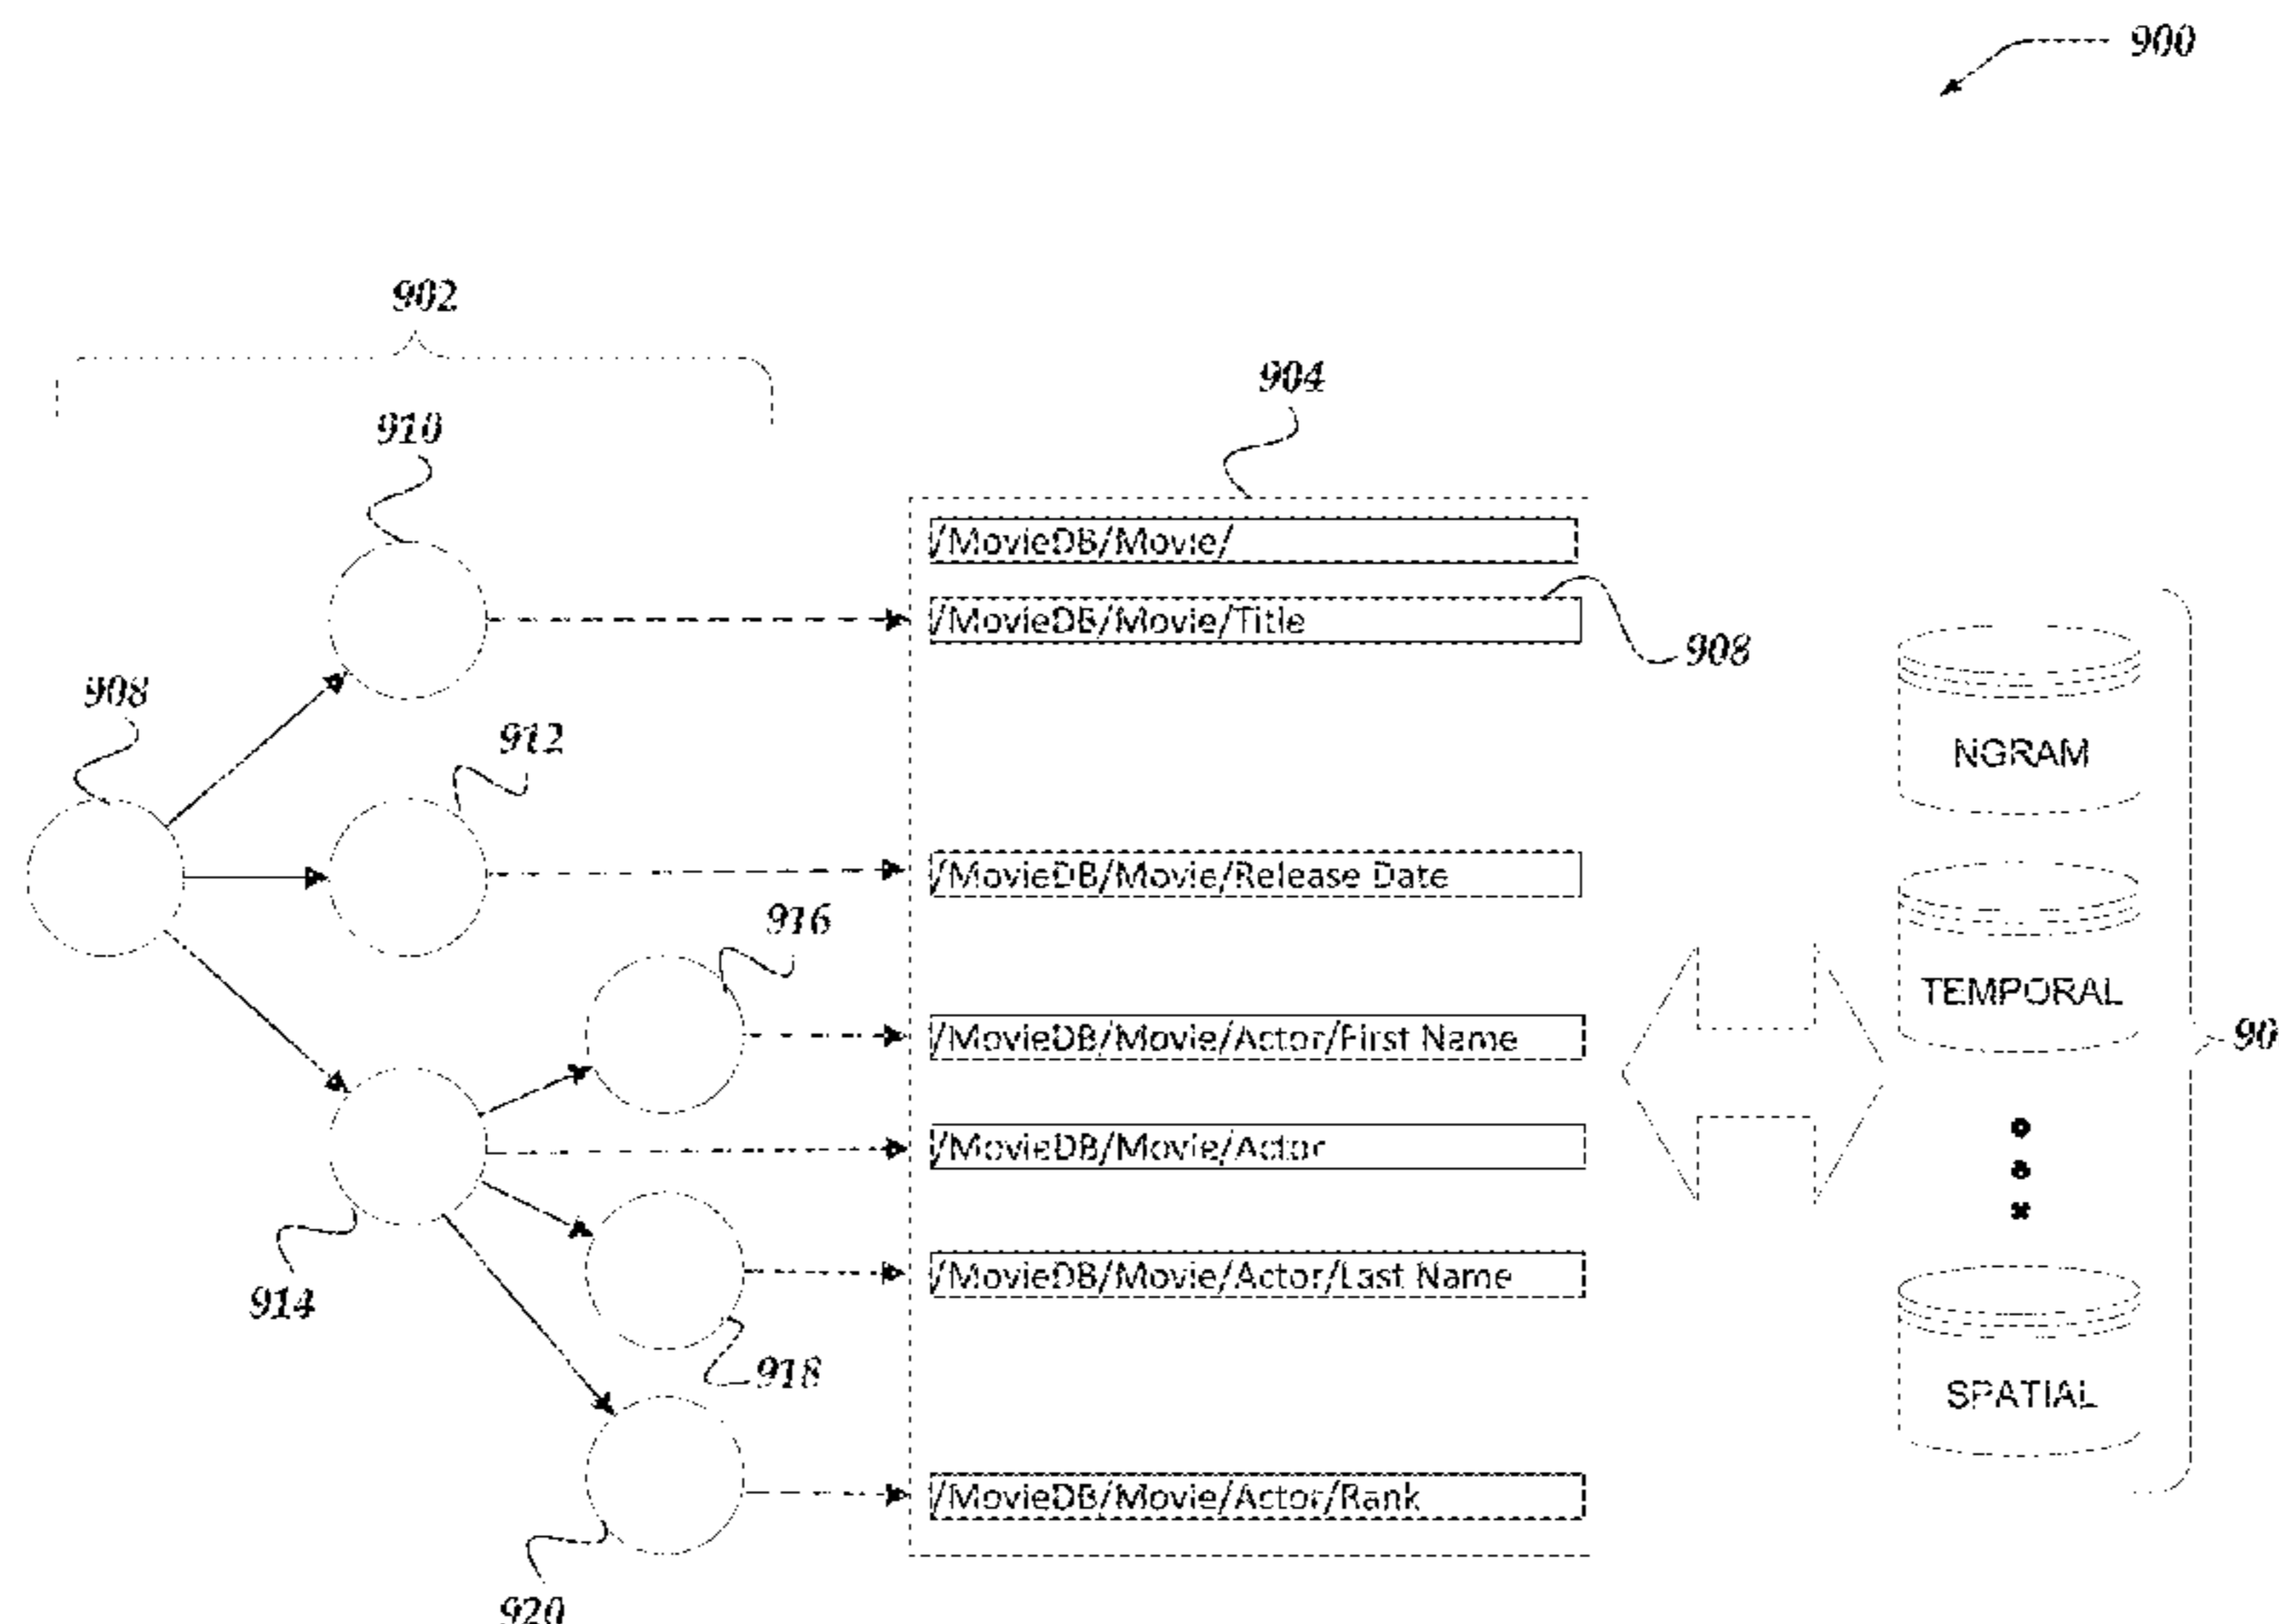 900
902
904
910
/MovieDB/Movie/
/MovieDB/Movie/Title
908
908
912
NGRAM
/MovieDB/Movie/Release Date
916
TEMPORAL
/MovieDB/Movie/Actor/First Name
90
/MovieDB/Movie/Actor
/MovieDB/Movie/Actor/Last Name
914
918
SPATIAL
/MovieDB/Movie/Actor/Rank
920